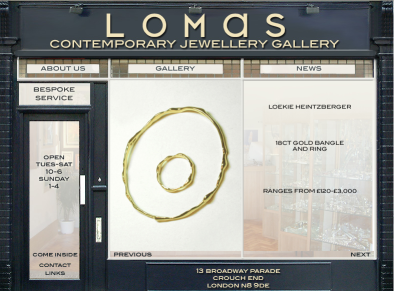 LOMAS
CONTEMPORARY JEWELLERY GALLERY
ABOUT US
GALLERY
NEWS
BESPOKE
SERVICE
OPEN
TUES-SAT
10-6
SUNDAY
1-4
COME INSIDE
CONTACT
LINKS
LOEKIE HEINTZBERGER
18CT GOLD BANGLE
AND RING
RANGES FROM £120-£3,000
PREVIOUS
NEXT
13 BROADWAY PARADE
CROUCH END
LONDON N8 9DE